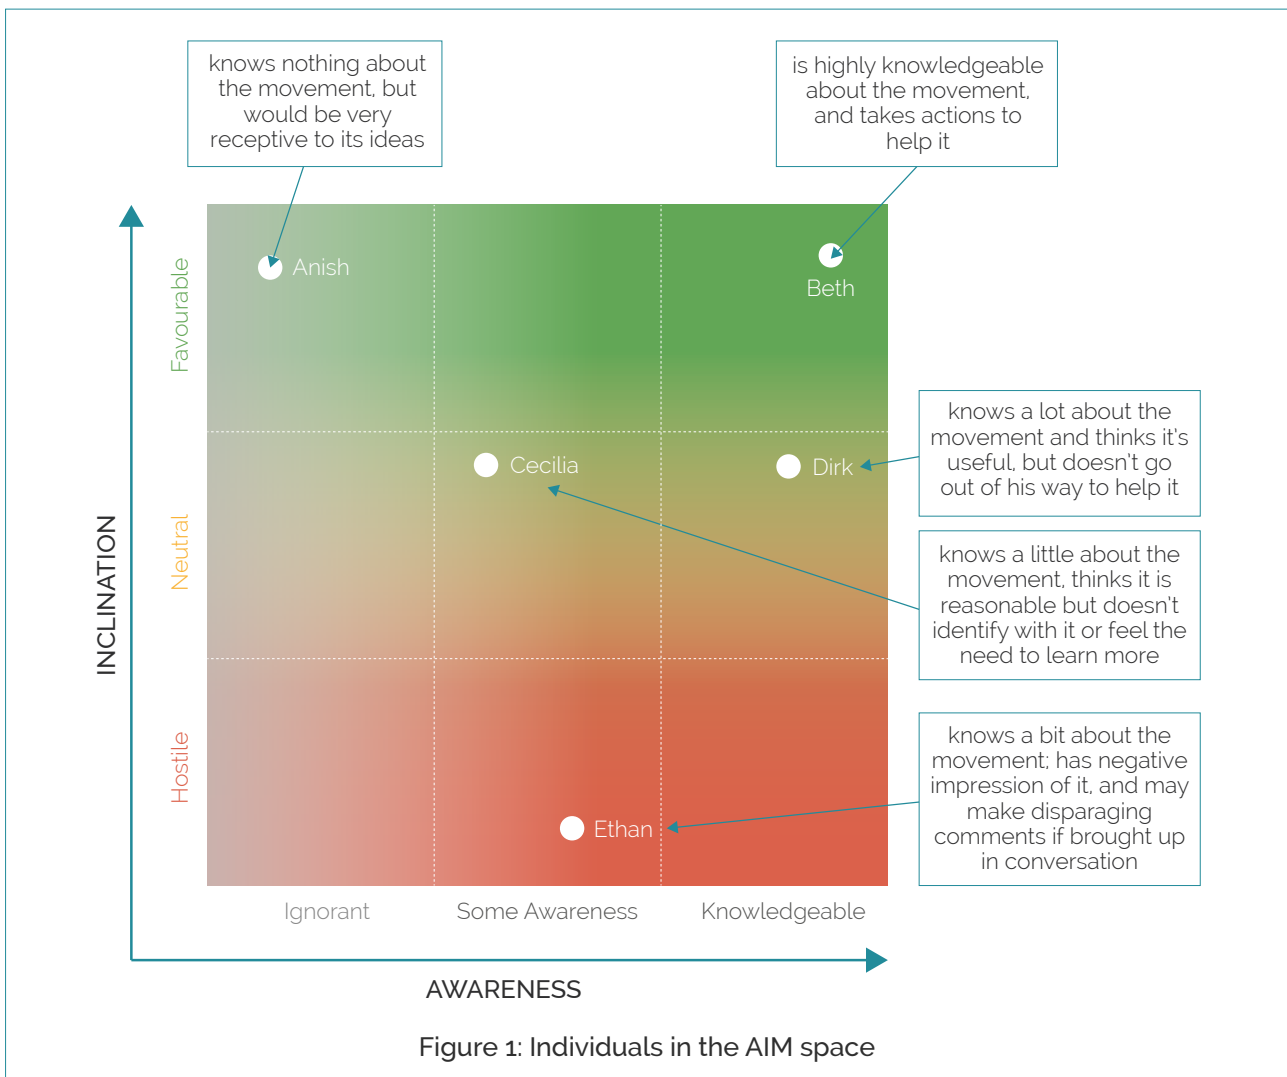 knows nothing about
the movement, but
would be very
receptive to its ideas
is highly knowledgeable
about the movement,
and takes actions to
help it
Favourable
Anish
Beth
knows a lot about the
movement and thinks it's
useful, but doesn't go
out of his way to help it
INCLINATION
Neutral
Cecilia
Dirk
knows a little about the
movement, thinks it is
reasonable but doesn't
identify with it or feel the
need to learn more
Hostile
Ethan
knows a bit about the
movement; has negative
impression of it, and may
make disparaging
comments if brought up
in conversation
Ignorant
Some Awareness
Knowledgeable
AWARENESS
Figure 1: Individuals in the AIM space